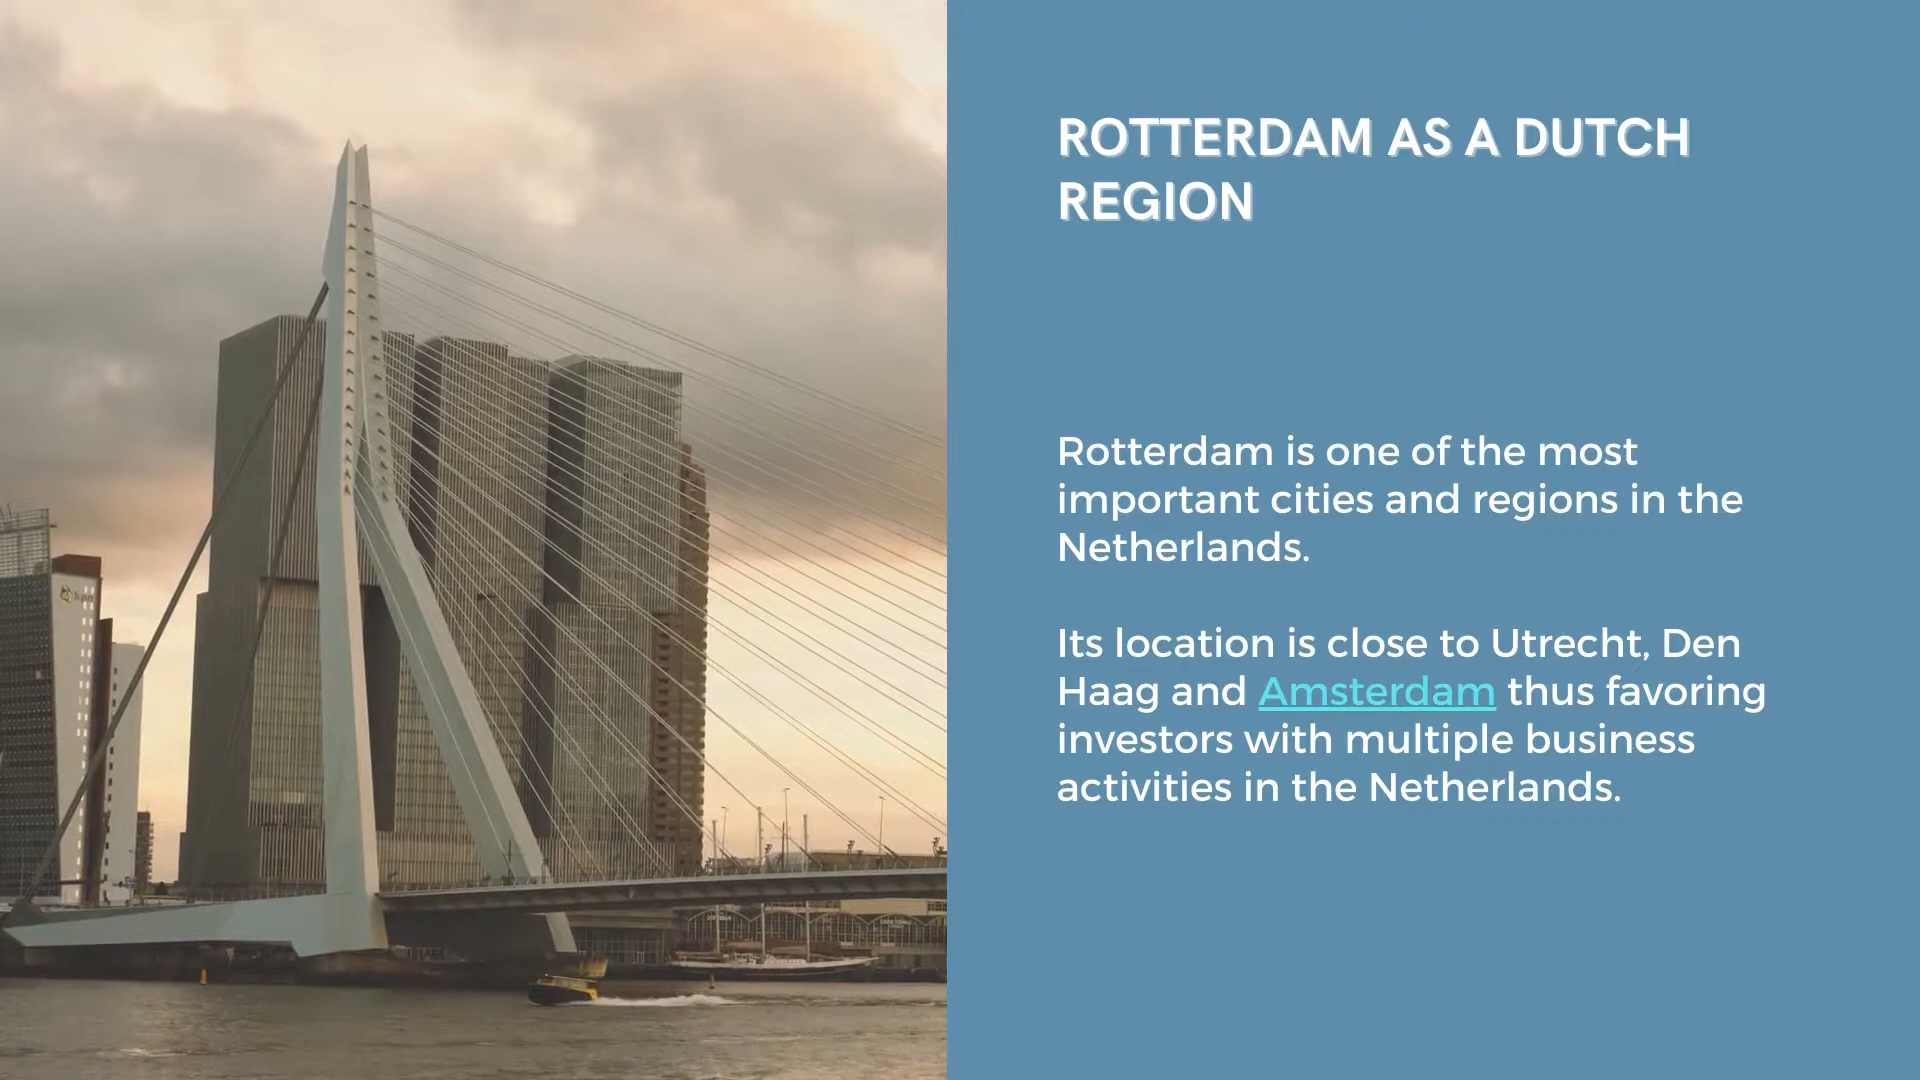 ROTTERDAM AS A DUTCH
REGION
Rotterdam is one of the most
important cities and regions in the
Netherlands.
Its location is close to Utrecht, Den
Haag and Amsterdam thus favoring
investors with multiple business
activities in the Netherlands.
kpn